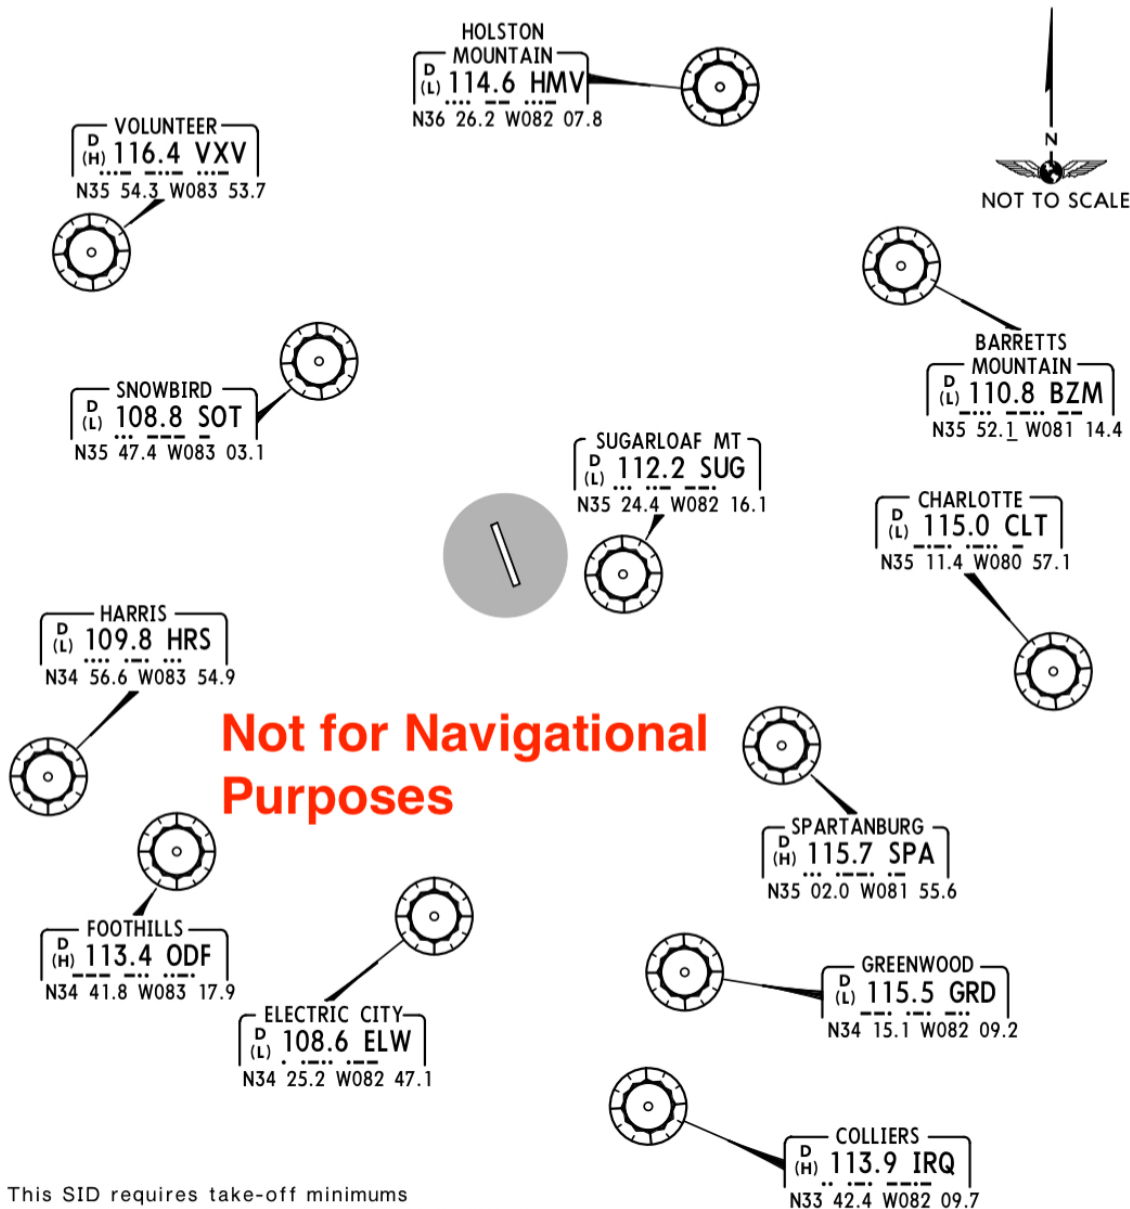 HOLSTON
MOUNTAIN
D
(L) 114.6 HMV
N36 26.2 W082 07.8
VOLUNTEER
D
(H) 116.4 VXV
N35 54.3 W083 53.7
N
NOT TO SCALE
BARRETTS
MOUNTAIN
D
(L) 110.8 BZM
N35 52.1 W081 14.4
SNOWBIRD
D
(L) 108.8 SOT
N35 47.4 W083 03.1
SUGARLOAF MT
D
(L) 112.2 SUG
N35 24.4 W082 16.1
CHARLOTTE
D
(L) 115.0 CLT
N35 11.4 W080 57.1
HARRIS
D
(L) 109.8 HRS
N34 56.6 W083 54.9
Not for Navigational
Purposes
SPARTANBURG
D
(H) 115.7 SPA
N35 02.0 W081 55.6
FOOTHILLS
D
(H) 113.4 ODF
N34 41.8 W083 17.9
ELECTRIC CITY
D
(L) 108.6 ELW
N34 25.2 W082 47.1
GREENWOOD
D
(L) 115.5 GRD
N34 15.1 W082 09.2
COLLIERS
D
(H) 113.9 IRQ
N33 42.4 W082 09.7
This SID requires take-off minimums